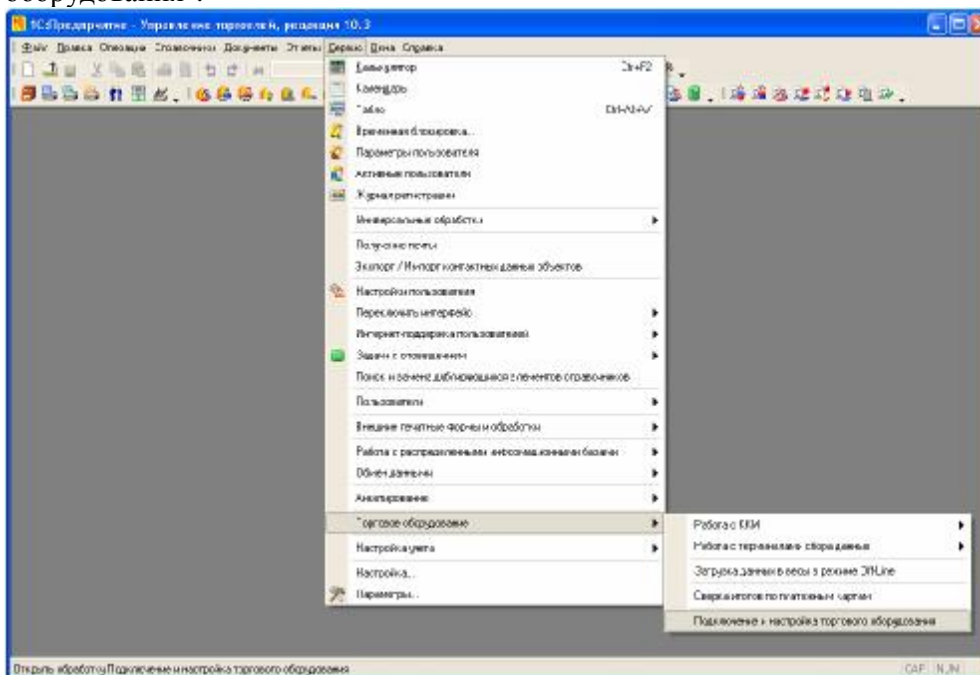 оборудования".
1С:Предприятие - Управление торговлей, редакция 10.3
Файл Правка Операции Справочники Документы Отчеты Сервис Окна Справка
Калькулятор Ctrl+F2
Календарь
Табло
Временная блокировка...
Параметры пользователя
Активные пользователи
Журнал регистрации
Универсальные обработки
Получение почты
Экспорт / Импорт контактных данных объектов
Настройки пользователя
Переключить интерфейс
Интернет-поддержка пользователей
Задачи с оповещением
Поиск и замена дублирующихся элементов справочников
Пользователи
Внешние печатные формы и обработки
Работа с распределенными информационными базами
Обмен данными
Анкетирование
Торговое оборудование
Работа с ККМ
Настройка учета
Работа с терминалами сбора данных
Настройка...
Загрузка данных в весы в режиме Off-Line
Параметры...
Сверка итогов по платежным картам
Подключение и настройка торгового оборудования
Открыть обработку Подключение и настройка торгового оборудования
CAP NUM